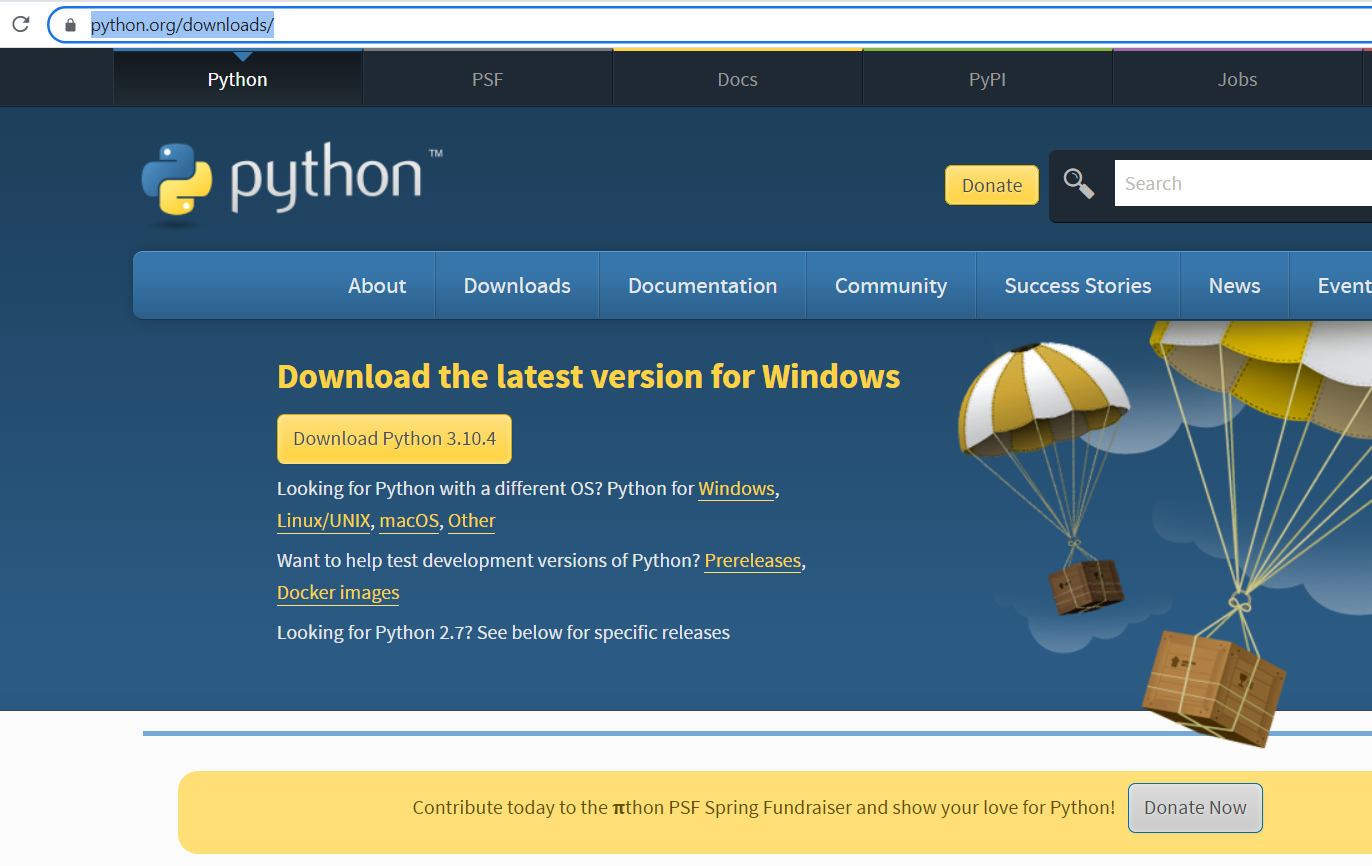 python.org/downloads/
Python PSF Docs PyPI Jobs
python™
Donate Search
About Downloads Documentation Community Success Stories News Event
Download the latest version for Windows
Download Python 3.10.4
Looking for Python with a different OS? Python for Windows,
Linux/UNIX, macOS, Other
Want to help test development versions of Python? Prereleases,
Docker images
Looking for Python 2.7? See below for specific releases
Contribute today to the πthon PSF Spring Fundraiser and show your love for Python! Donate Now